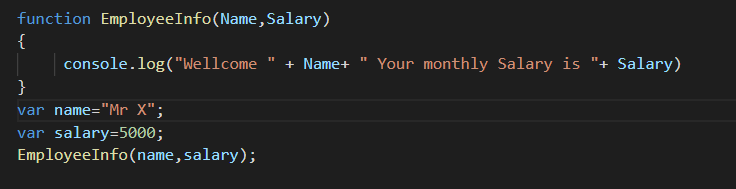 function EmployeeInfo(Name,Salary)
{
console.log("Wellcome " + Name+ " Your monthly Salary is "+ Salary)
}
var name="Mr X";
var salary=5000;
EmployeeInfo(name,salary);